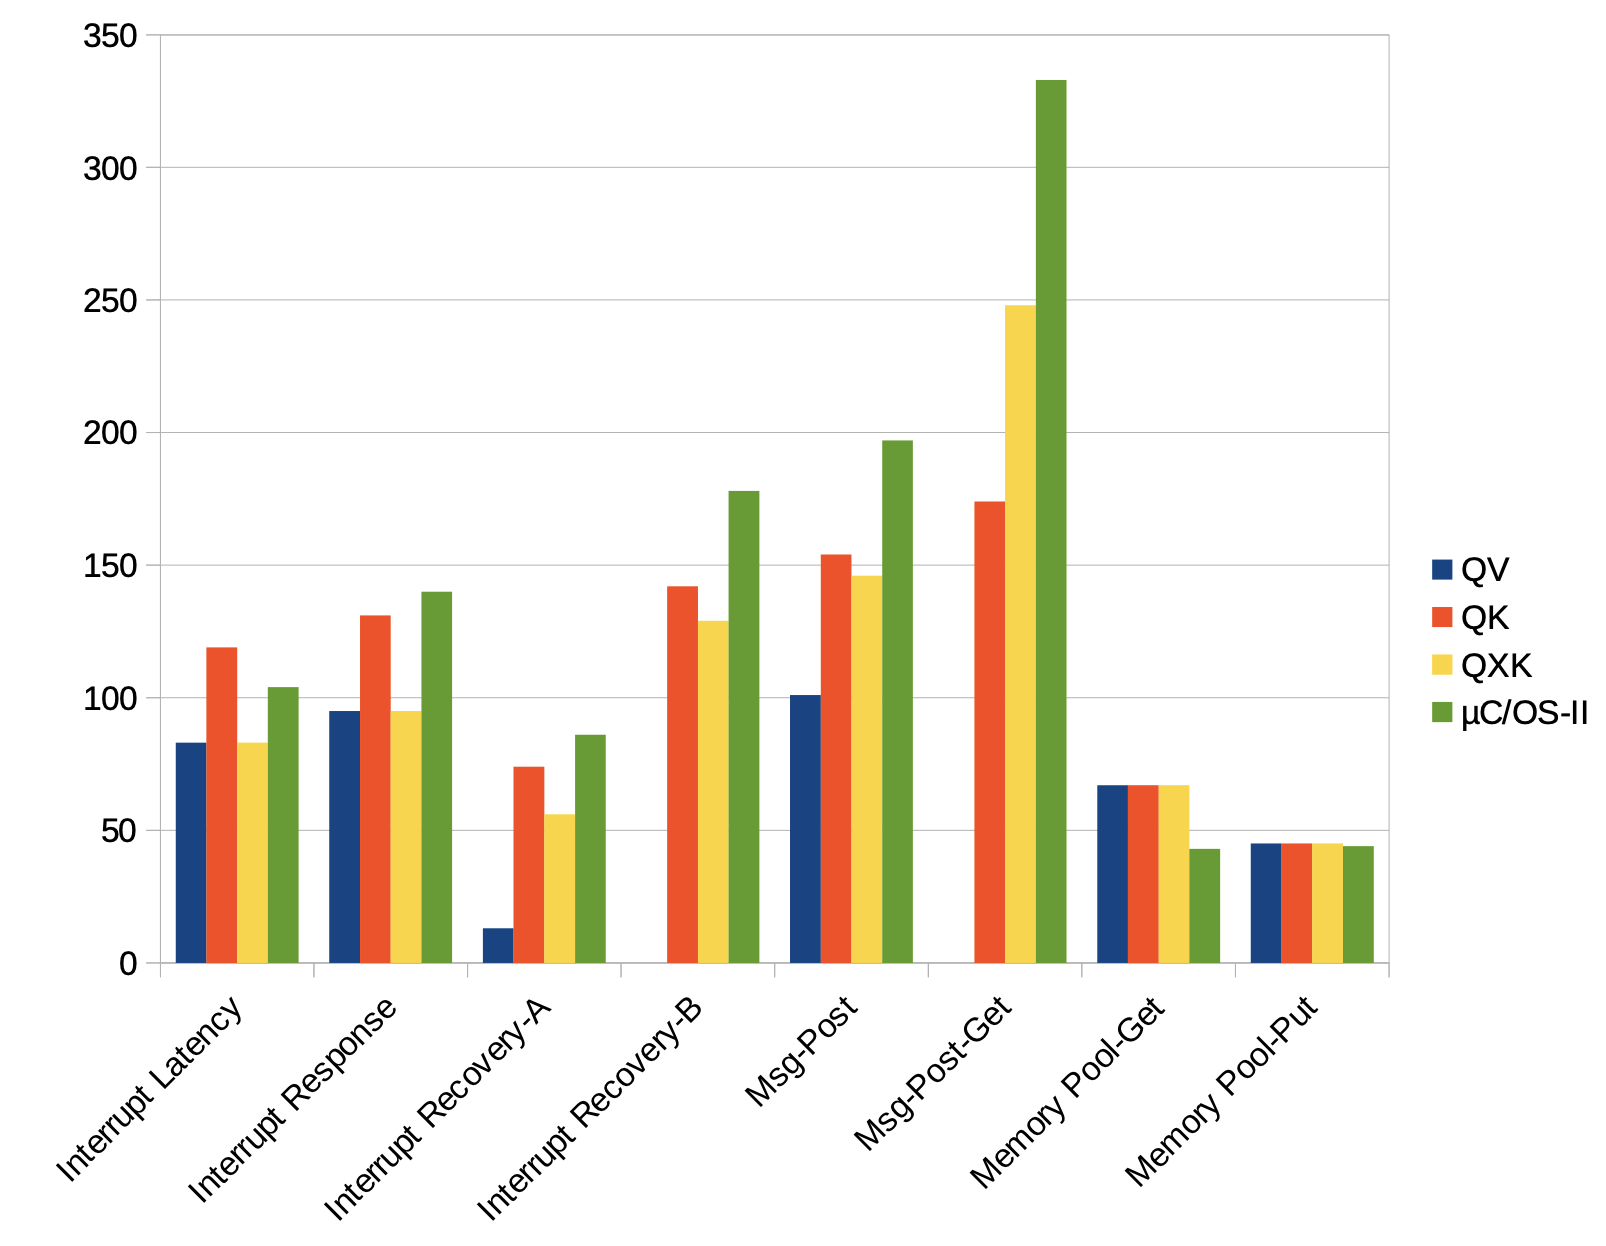 350
300
250
200
150
100
50
0
QV
QK
QXK
µC/OS-II
Interrupt Latency
Interrupt Response
Interrupt Recovery-A
Interrupt Recovery-B
Msg-Post
Msg-Post-Get
Memory Pool-Get
Memory Pool-Put